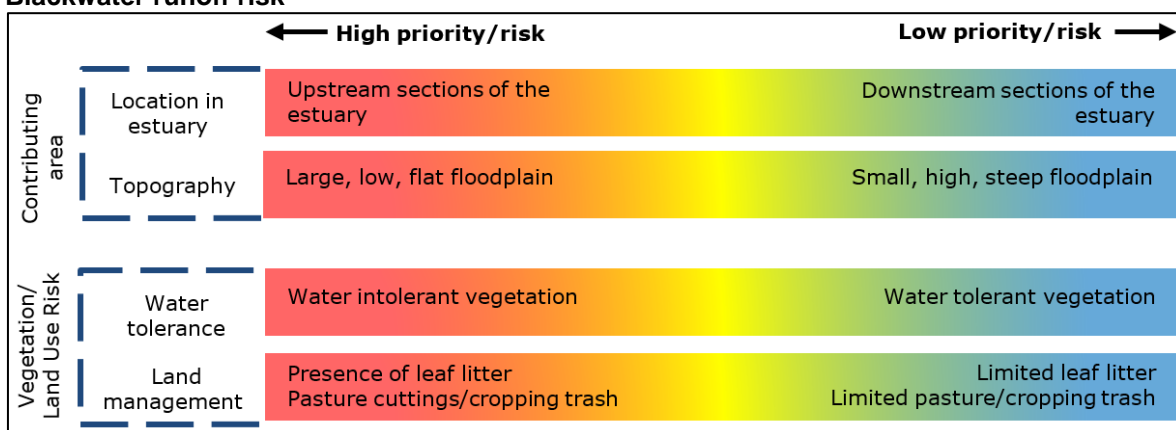 Blackwater runoff risk
High priority/risk
Low priority/risk
Contributing
area
Location in
estuary
Upstream sections of the
estuary
Downstream sections of the
estuary
Topography
Large, low, flat floodplain
Small, high, steep floodplain
Vegetation/
Land Use Risk
Water
tolerance
Water intolerant vegetation
Water tolerant vegetation
Land
management
Presence of leaf litter
Pasture cuttings/cropping trash
Limited leaf litter
Limited pasture/cropping trash